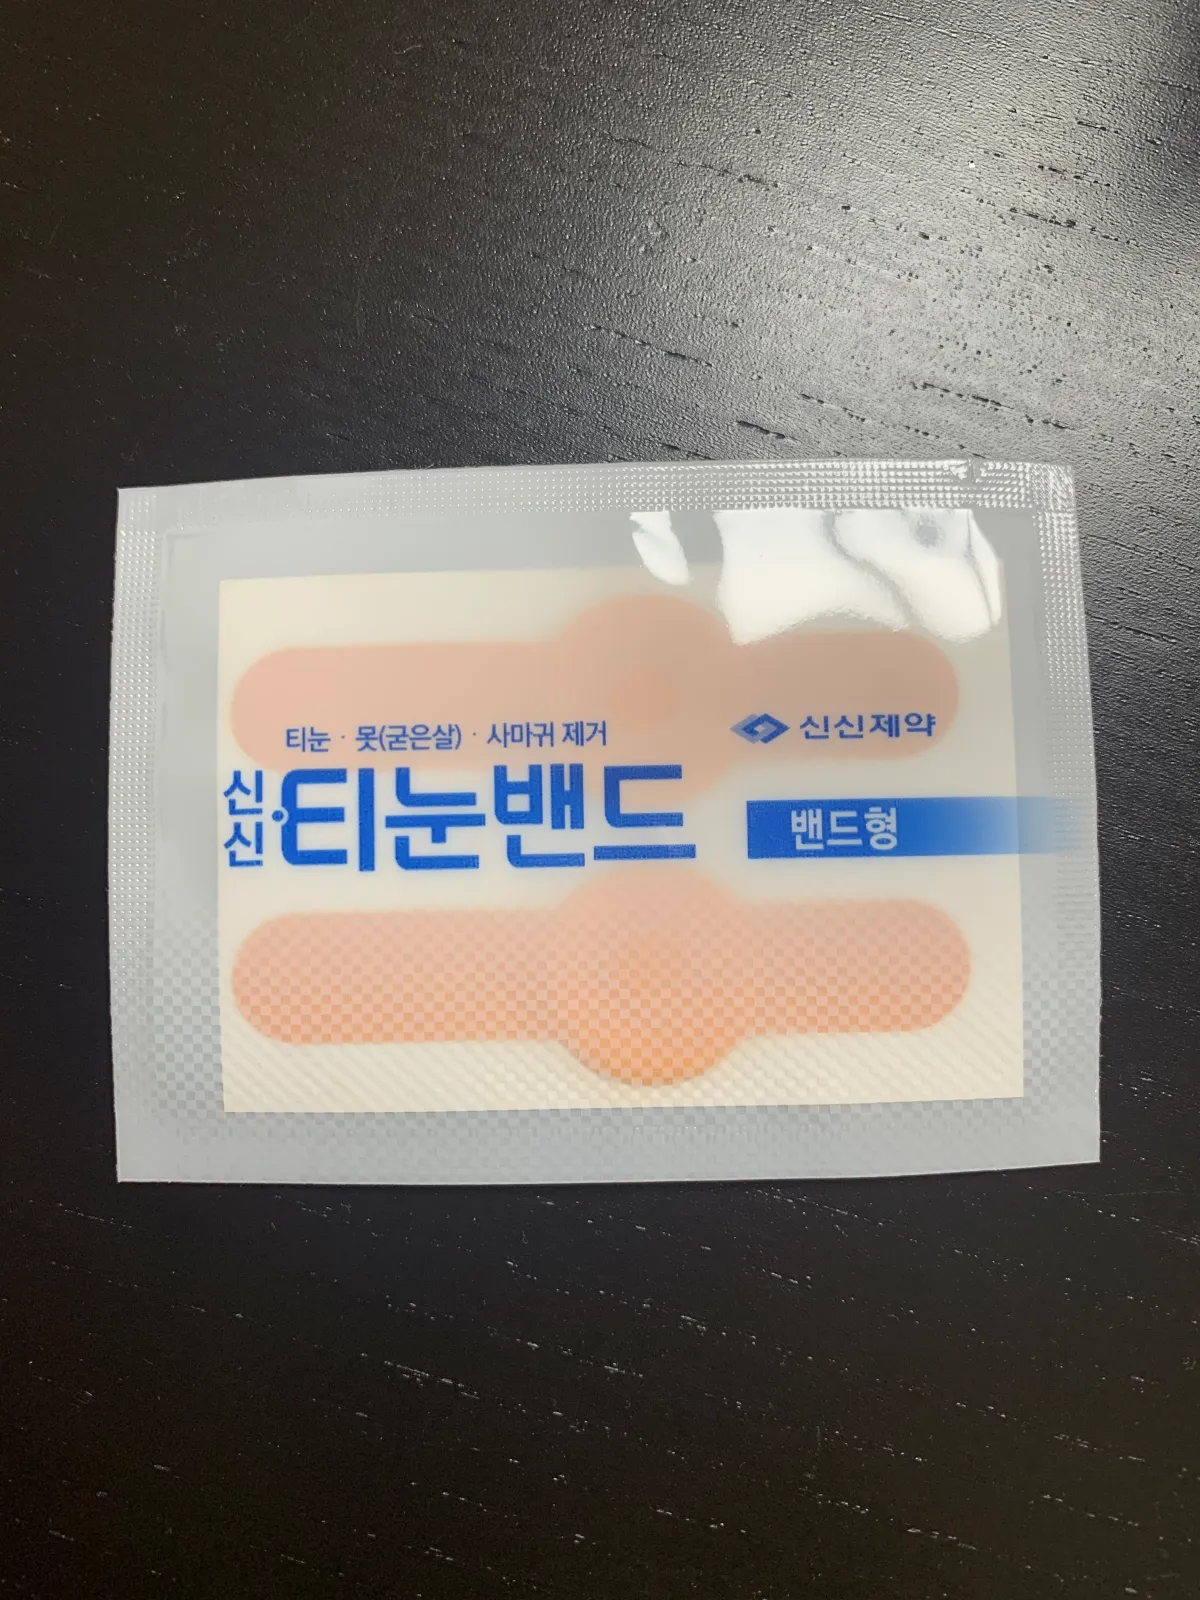 티눈 · 못(굳은살) · 사마귀 제거
신신 티눈밴드
신신제약
밴드형